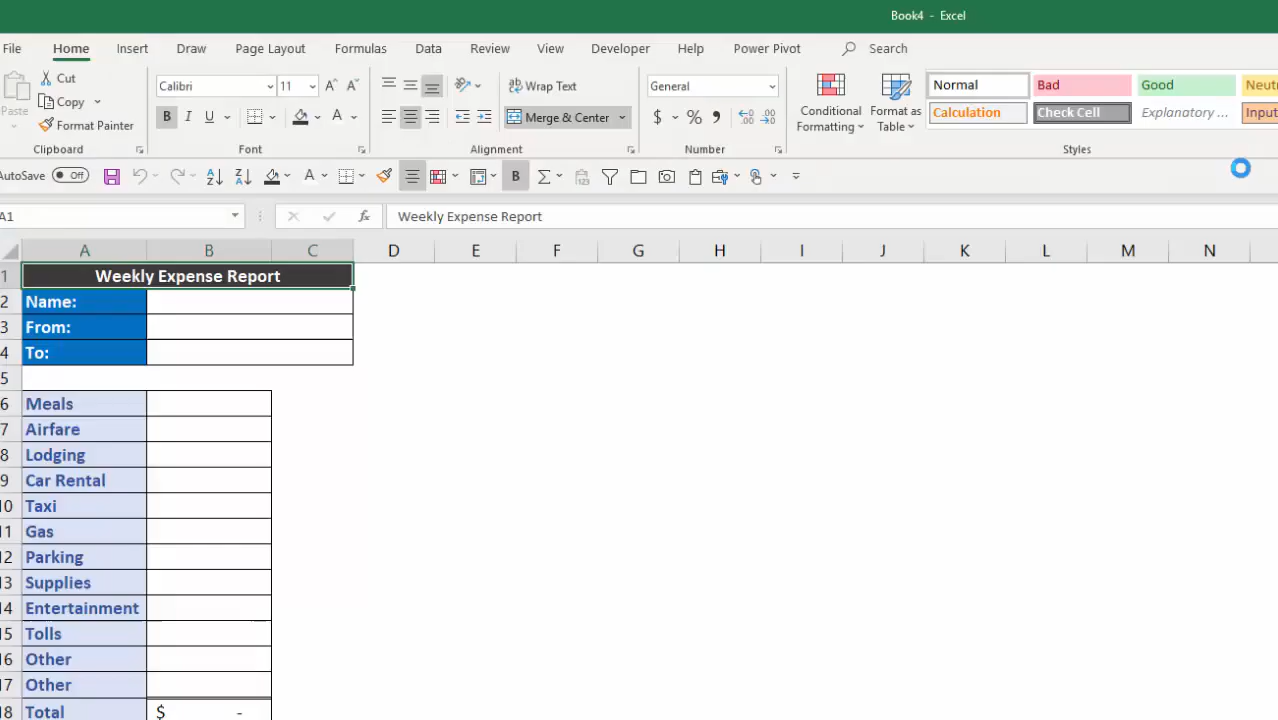 Book4 - Excel
File Home Insert Draw Page Layout Formulas Data Review View Developer Help Power Pivot Search
Cut
Copy
Format Painter
Paste
Clipboard
Calibri 11
B I U A
Font
Wrap Text
Merge & Center
Alignment
General
$ % ,
Number
Conditional Formatting
Format as Table
Normal Bad Good
Calculation Check Cell Explanatory ... Input
Styles
AutoSave Off
A1 fx Weekly Expense Report
A B C D E F G H I J K L M N
1 Weekly Expense Report
2 Name:
3 From:
4 To:
5
6 Meals
7 Airfare
8 Lodging
9 Car Rental
10 Taxi
11 Gas
12 Parking
13 Supplies
14 Entertainment
15 Tolls
16 Other
17 Other
18 Total $ -